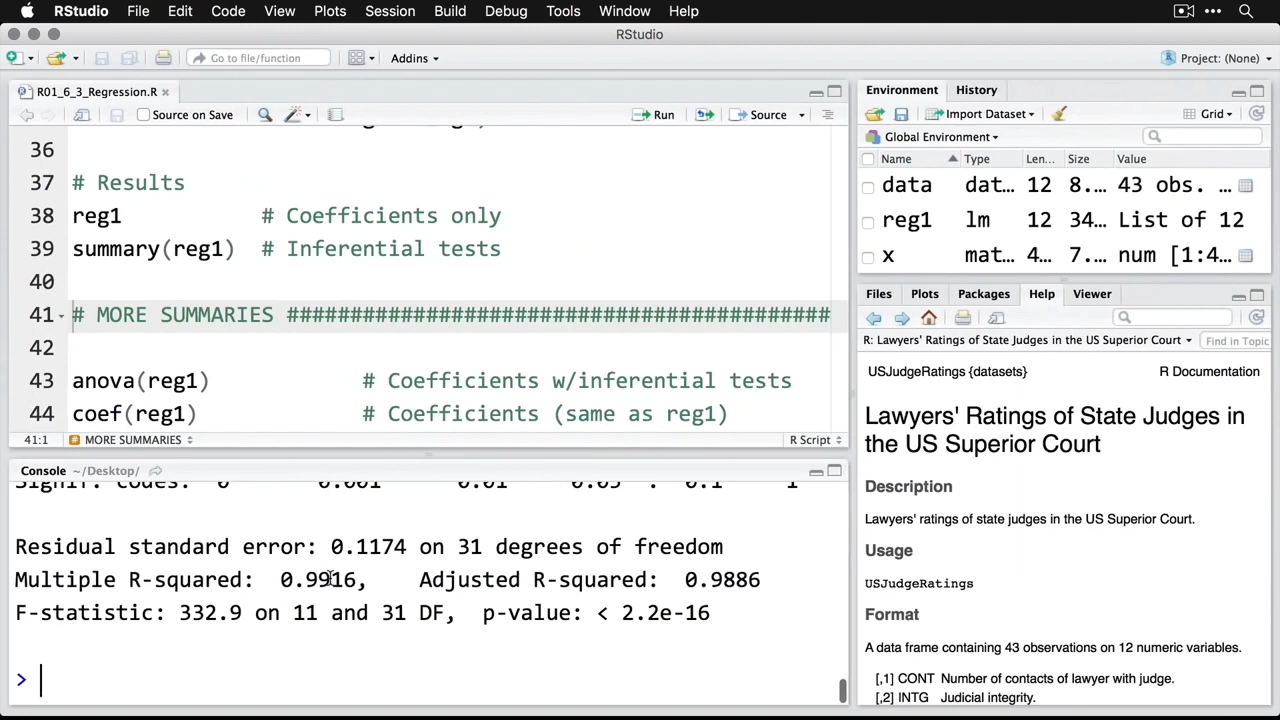 RStudio File Edit Code View Plots Session Build Debug Tools Window Help
RStudio
Go to file/function Addins Project: (None)
R01_6_3_Regression.R
Source on Save Run Source
36
37 # Results
38 reg1 # Coefficients only
39 summary(reg1) # Inferential tests
40
41 # MORE SUMMARIES ##########################################
42
43 anova(reg1) # Coefficients w/inferential tests
44 coef(reg1) # Coefficients (same as reg1)
41:1 # MORE SUMMARIES R Script
Console ~/Desktop/
Residual standard error: 0.1174 on 31 degrees of freedom
Multiple R-squared: 0.9916, Adjusted R-squared: 0.9886
F-statistic: 332.9 on 11 and 31 DF, p-value: < 2.2e-16
>
Environment History
Import Dataset Grid
Global Environment
Name Type Len... Size Value
data dat... 12 8.... 43 obs. ...
reg1 lm 12 34... List of 12
x mat... 4... 7.... num [1:4...
Files Plots Packages Help Viewer
R: Lawyers' Ratings of State Judges in the US Superior Court Find in Topic
USJudgeRatings {datasets} R Documentation
Lawyers' Ratings of State Judges in
the US Superior Court
Description
Lawyers' ratings of state judges in the US Superior Court.
Usage
USJudgeRatings
Format
A data frame containing 43 observations on 12 numeric variables.
[,1] CONT Number of contacts of lawyer with judge.
[,2] INTG Judicial integrity.